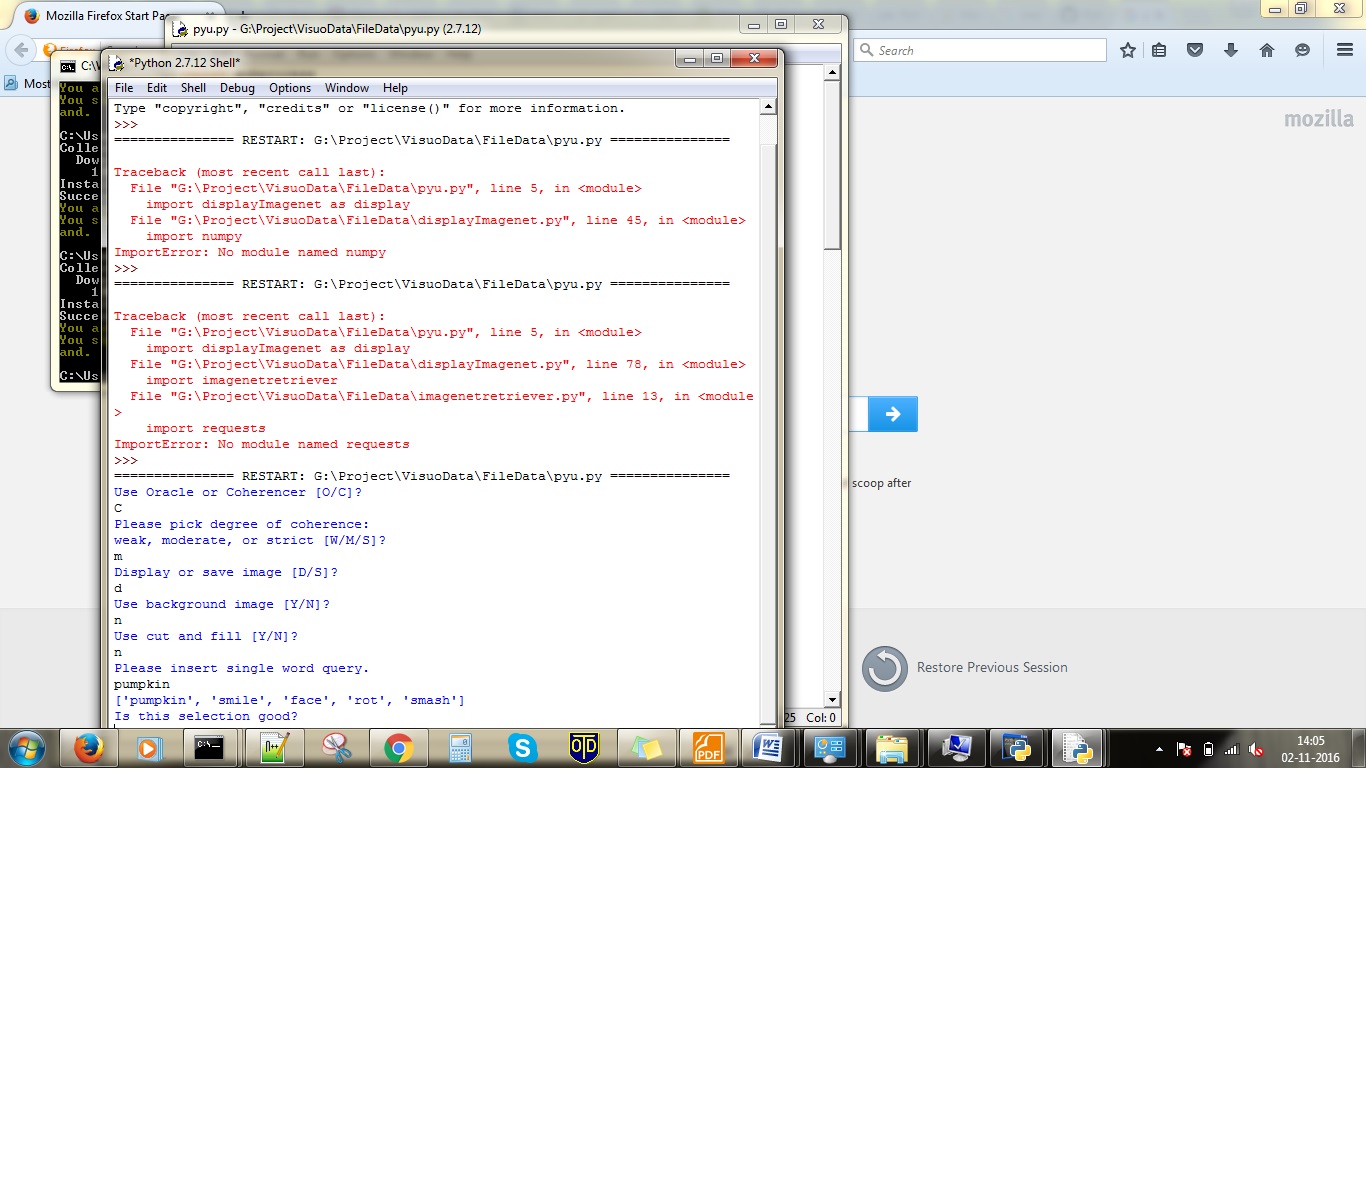 Mozilla Firefox Start Pa
pyu.py - G:\Project\VisuoData\FileData\pyu.py (2.7.12)
Search
Most
C:\
You a
You s
and.
C:\Us
Colle
Dow
1
Insta
Succe
You a
You s
and.
C:\Us
Colle
Dow
1
Insta
Succe
You a
You s
and.
C:\Us
*Python 2.7.12 Shell*
File Edit Shell Debug Options Window Help
Type "copyright", "credits" or "license()" for more information.
>>>
=============== RESTART: G:\Project\VisuoData\FileData\pyu.py ===============
Traceback (most recent call last):
File "G:\Project\VisuoData\FileData\pyu.py", line 5, in <module>
import displayImagenet as display
File "G:\Project\VisuoData\FileData\displayImagenet.py", line 45, in <module>
import numpy
ImportError: No module named numpy
>>>
=============== RESTART: G:\Project\VisuoData\FileData\pyu.py ===============
Traceback (most recent call last):
File "G:\Project\VisuoData\FileData\pyu.py", line 5, in <module>
import displayImagenet as display
File "G:\Project\VisuoData\FileData\displayImagenet.py", line 78, in <module>
import imagenetretriever
File "G:\Project\VisuoData\FileData\imagenetretriever.py", line 13, in <module
>
import requests
ImportError: No module named requests
>>>
=============== RESTART: G:\Project\VisuoData\FileData\pyu.py ===============
Use Oracle or Coherencer [O/C]?
C
Please pick degree of coherence:
weak, moderate, or strict [W/M/S]?
m
Display or save image [D/S]?
d
Use background image [Y/N]?
n
Use cut and fill [Y/N]?
n
Please insert single word query.
pumpkin
['pumpkin', 'smile', 'face', 'rot', 'smash']
Is this selection good?
mozilla
scoop after
Restore Previous Session
25 Col: 0
OTD
PDF
14:05
02-11-2016